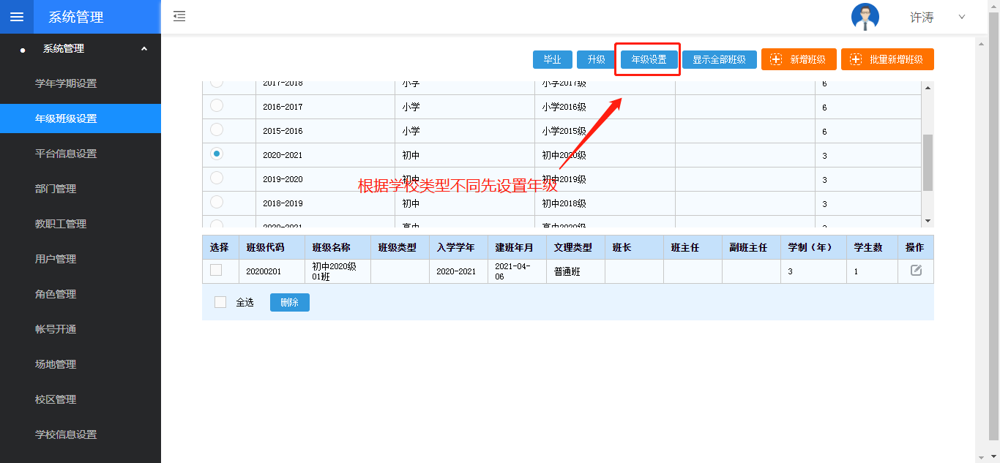 系统管理
许涛
系统管理
学年学期设置
年级班级设置
平台信息设置
部门管理
教职工管理
用户管理
角色管理
帐号开通
场地管理
校区管理
学校信息设置
毕业 升级 年级设置 显示全部班级 新增班级 批量新增班级
2017-2018 小学 小学2017级 6
2016-2017 小学 小学2016级 6
2015-2016 小学 小学2015级 6
2020-2021 初中 初中2020级 3
2019-2020 初中 初中2019级 3
根据学校类型不同先设置年级
2018-2019 初中 初中2018级 3
2020-2021 高中 高中2020级
选择 班级代码 班级名称 班级类型 入学学年 建班年月 文理类型 班长 班主任 副班主任 学制（年） 学生数 操作
20200201 初中2020级 2020-2021 2021-04- 普通班 3 1
01班 06
全选 删除